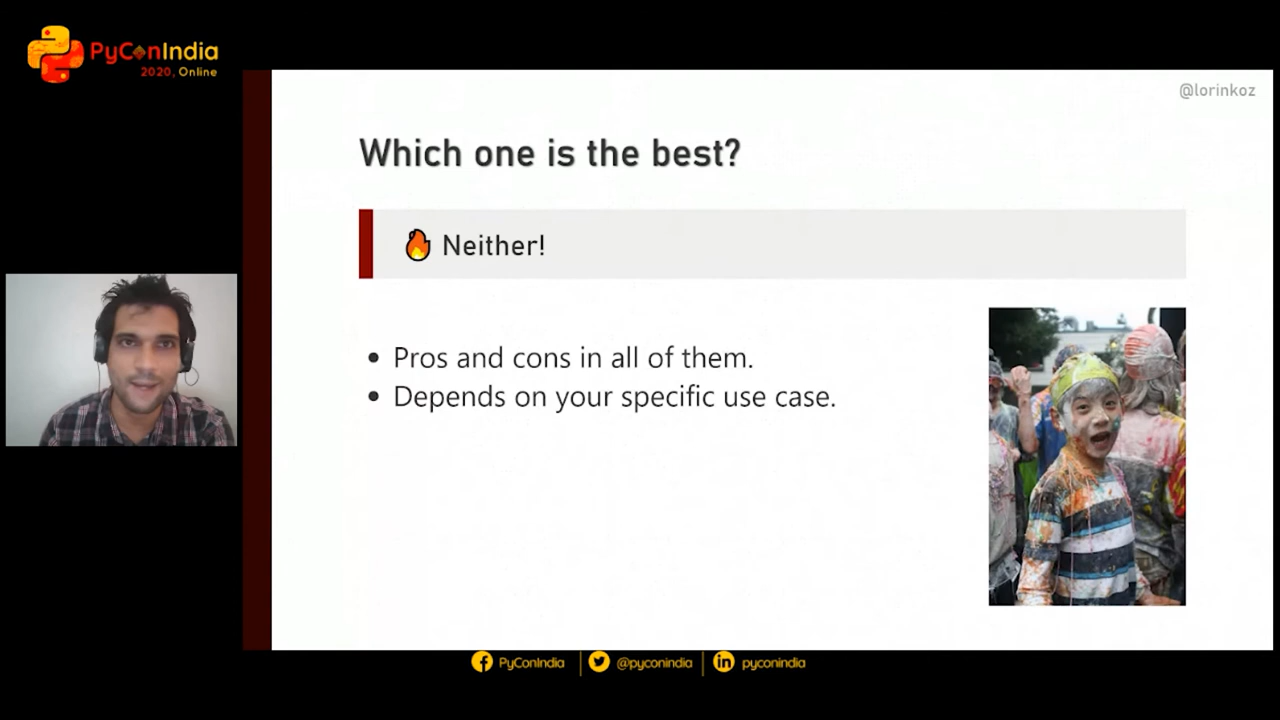 PyConIndia
2020, Online
@lorinkoz
Which one is the best?
Neither!
Pros and cons in all of them.
Depends on your specific use case.
PyConIndia
@pyconindia
pyconindia